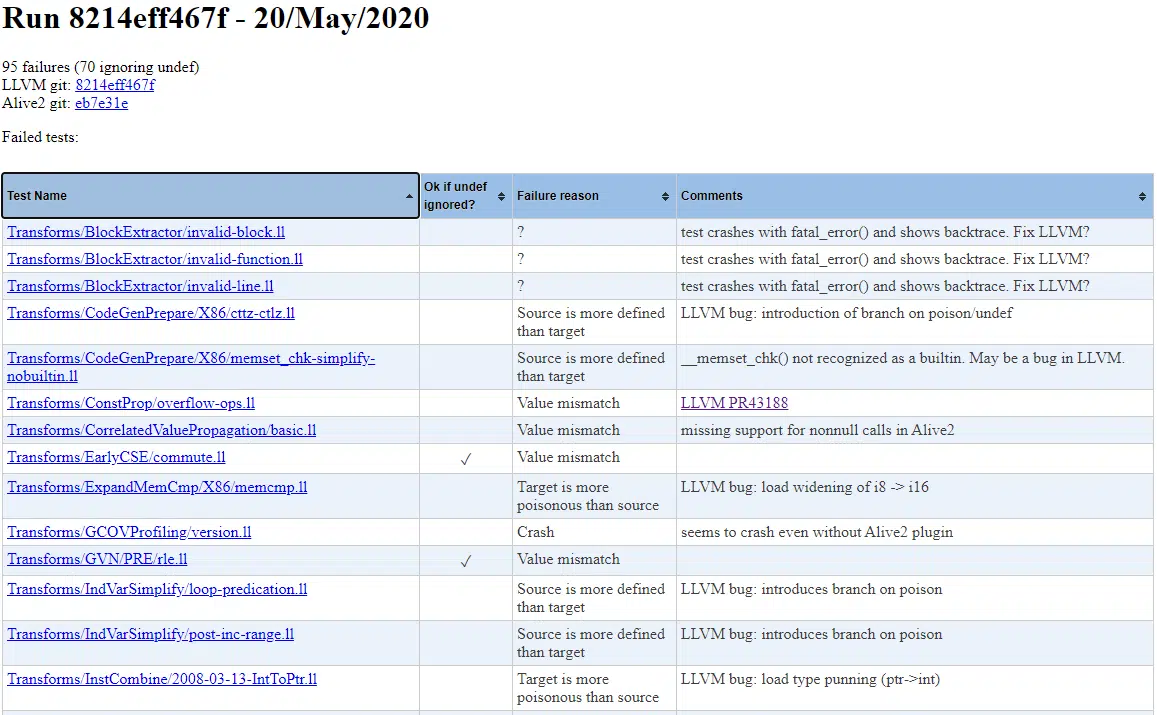 Run 8214eff467f - 20/May/2020
95 failures (70 ignoring undef)
LLVM git: 8214eff467f
Alive2 git: eb7e31e
Failed tests:
Test Name Ok if undef ignored? Failure reason Comments
Transforms/BlockExtractor/invalid-block.ll ? test crashes with fatal_error() and shows backtrace. Fix LLVM?
Transforms/BlockExtractor/invalid-function.ll ? test crashes with fatal_error() and shows backtrace. Fix LLVM?
Transforms/BlockExtractor/invalid-line.ll ? test crashes with fatal_error() and shows backtrace. Fix LLVM?
Transforms/CodeGenPrepare/X86/cttz-ctlz.ll Source is more defined than target LLVM bug: introduction of branch on poison/undef
Transforms/CodeGenPrepare/X86/memset_chk-simplify-nobuiltin.ll Source is more defined than target __memset_chk() not recognized as a builtin. May be a bug in LLVM.
Transforms/ConstProp/overflow-ops.ll Value mismatch LLVM PR43188
Transforms/CorrelatedValuePropagation/basic.ll Value mismatch missing support for nonnull calls in Alive2
Transforms/EarlyCSE/commute.ll ✓ Value mismatch
Transforms/ExpandMemCmp/X86/memcmp.ll Target is more poisonous than source LLVM bug: load widening of i8 -> i16
Transforms/GCOVProfiling/version.ll Crash seems to crash even without Alive2 plugin
Transforms/GVN/PRE/rle.ll ✓ Value mismatch
Transforms/IndVarSimplify/loop-predication.ll Source is more defined than target LLVM bug: introduces branch on poison
Transforms/IndVarSimplify/post-inc-range.ll Source is more defined than target LLVM bug: introduces branch on poison
Transforms/InstCombine/2008-03-13-IntToPtr.ll Target is more poisonous than source LLVM bug: load type punning (ptr->int)